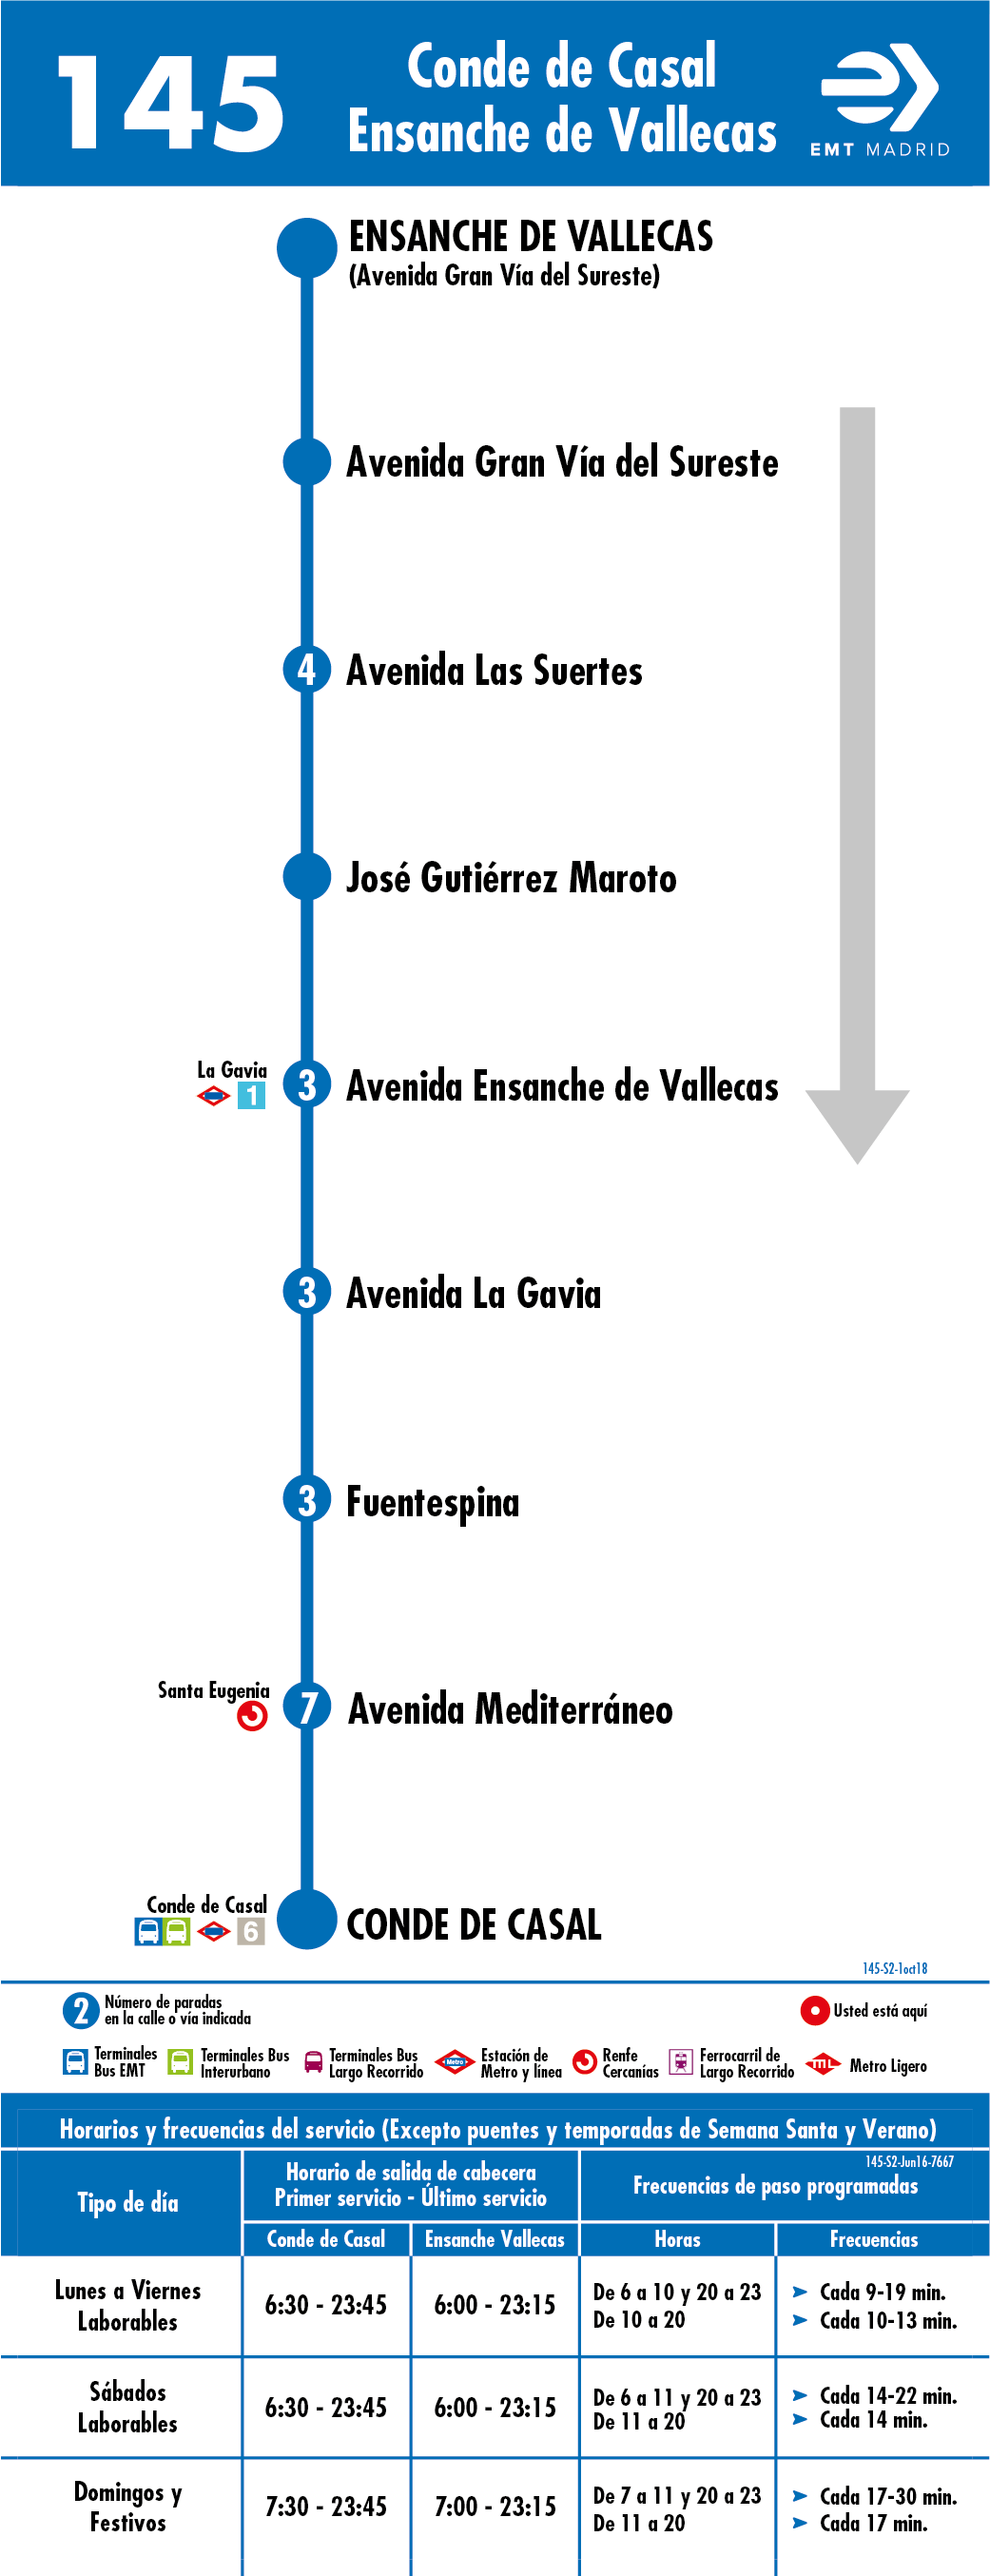 145
Conde de Casal
Ensanche de Vallecas
EMT MADRID
ENSANCHE DE VALLECAS
(Avenida Gran Vía del Sureste)
Avenida Gran Vía del Sureste
4 Avenida Las Suertes
José Gutiérrez Maroto
La Gavia
1
3 Avenida Ensanche de Vallecas
3 Avenida La Gavia
3 Fuentespina
Santa Eugenia
7 Avenida Mediterráneo
Conde de Casal
6
CONDE DE CASAL
145-S2-1oct18
2 Número de paradas
en la calle o vía indicada
Usted está aquí
Terminales
Bus EMT
Terminales Bus
Interurbano
Terminales Bus
Largo Recorrido
Metro
Estación de
Metro y línea
Renfe
Cercanías
Ferrocarril de
Largo Recorrido
ML
Metro Ligero
Horarios y frecuencias del servicio (Excepto puentes y temporadas de Semana Santa y Verano)
145-S2-Jun16-7667
Tipo de día
Horario de salida de cabecera
Primer servicio - Último servicio
Frecuencias de paso programadas
Conde de Casal
Ensanche Vallecas
Horas
Frecuencias
Lunes a Viernes
Laborables
6:30 - 23:45
6:00 - 23:15
De 6 a 10 y 20 a 23 ➤ Cada 9-19 min.
De 10 a 20 ➤ Cada 10-13 min.
Sábados
Laborables
6:30 - 23:45
6:00 - 23:15
De 6 a 11 y 20 a 23 ➤ Cada 14-22 min.
De 11 a 20 ➤ Cada 14 min.
Domingos y
Festivos
7:30 - 23:45
7:00 - 23:15
De 7 a 11 y 20 a 23 ➤ Cada 17-30 min.
De 11 a 20 ➤ Cada 17 min.